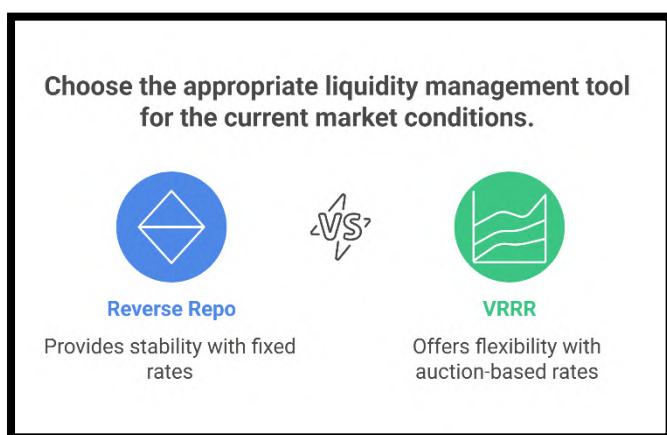 Choose the appropriate liquidity management tool
for the current market conditions.
VS
Reverse Repo
VRRR
Provides stability with fixed
rates
Offers flexibility with
auction-based rates